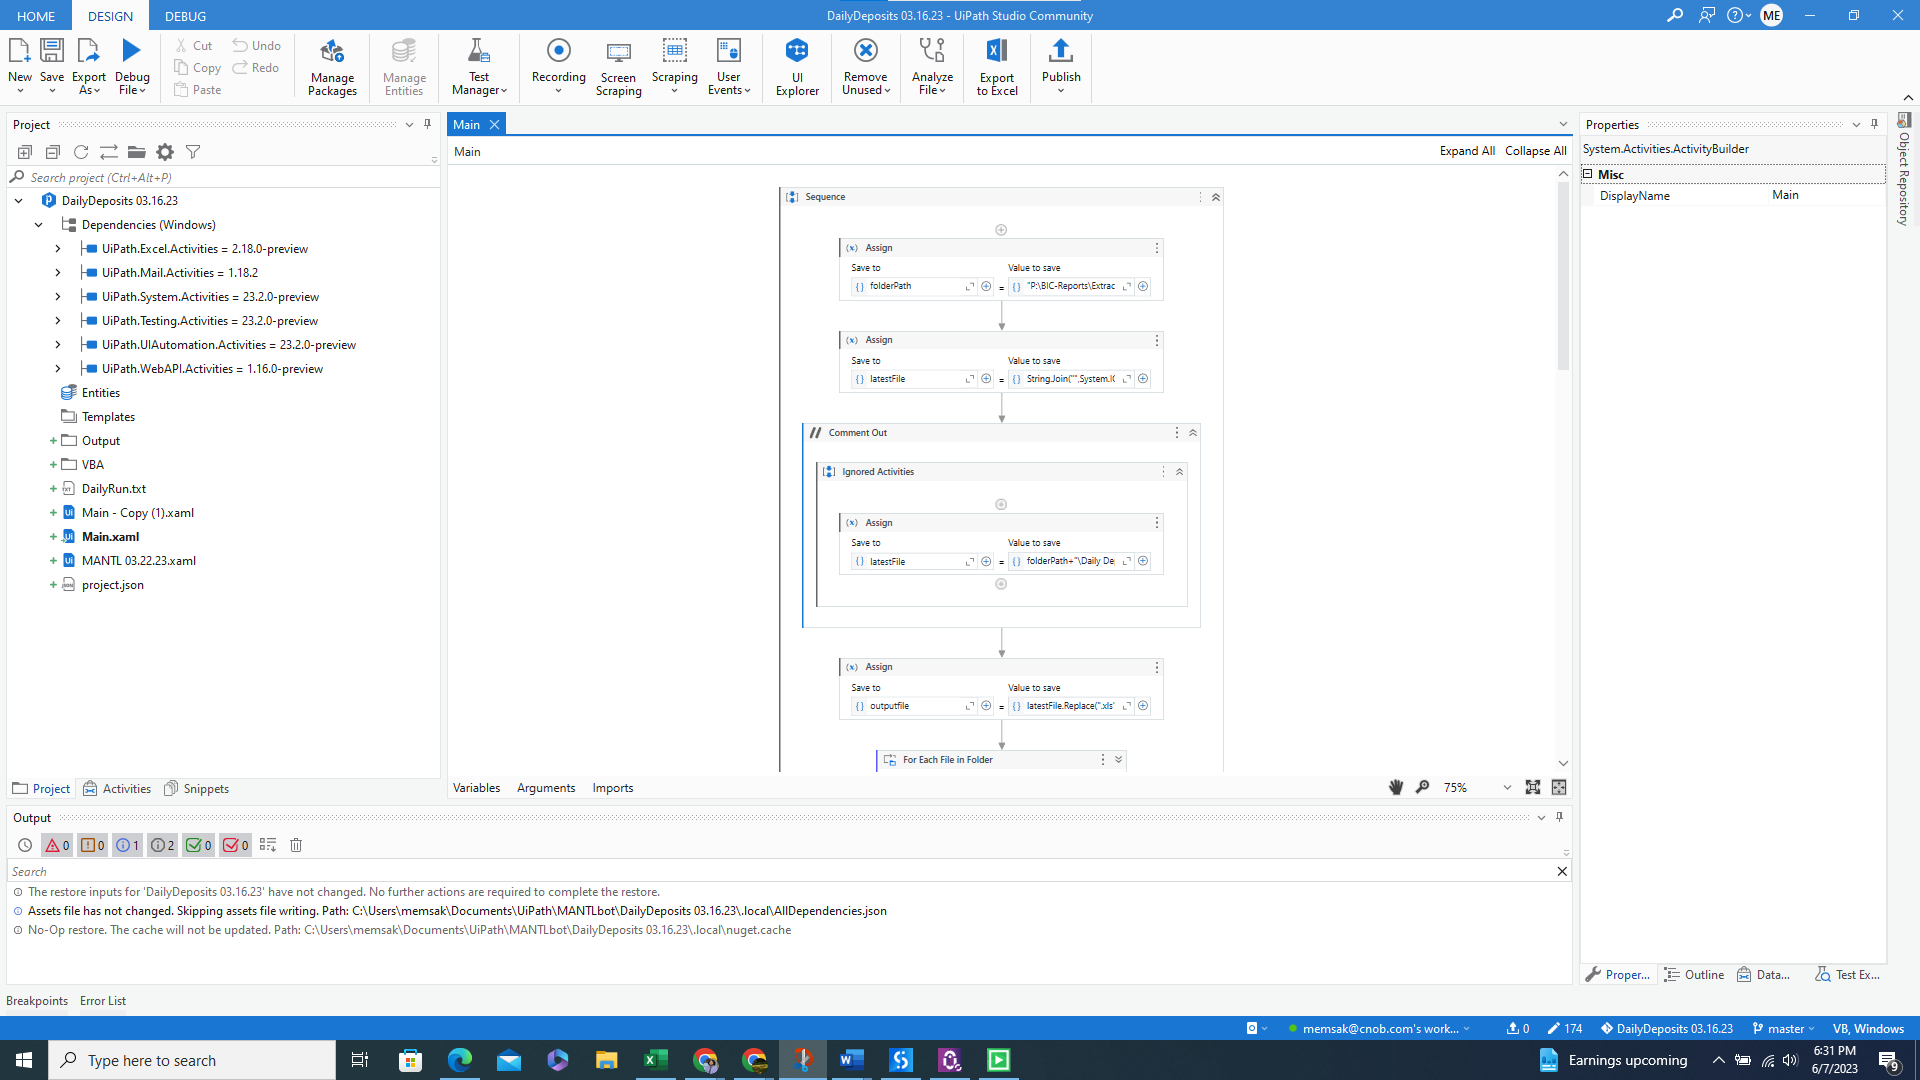 HOME DESIGN DEBUG
DailyDeposits 03.16.23 - UiPath Studio Community
ME
New Save Export As Debug File
Cut Copy Paste Undo Redo
Manage Packages
Manage Entities
Test Manager
Recording
Screen Scraping
Scraping
User Events
UI Explorer
Remove Unused
Analyze File
Export to Excel
Publish
Project
Search project (Ctrl+Alt+P)
DailyDeposits 03.16.23
Dependencies (Windows)
UiPath.Excel.Activities = 2.18.0-preview
UiPath.Mail.Activities = 1.18.2
UiPath.System.Activities = 23.2.0-preview
UiPath.Testing.Activities = 23.2.0-preview
UiPath.UIAutomation.Activities = 23.2.0-preview
UiPath.WebAPI.Activities = 1.16.0-preview
Entities
Templates
Output
VBA
DailyRun.txt
Main - Copy (1).xaml
Main.xaml
MANTL 03.22.23.xaml
project.json
Project Activities Snippets
Main
Main
Expand All Collapse All
Sequence
Assign
Save to Value to save
folderPath = "P:\BIC-Reports\Extrac
Assign
Save to Value to save
latestFile = String.Join("",System.IO
Comment Out
Ignored Activities
Assign
Save to Value to save
latestFile = folderPath+"\Daily De
Assign
Save to Value to save
outputfile = latestFile.Replace(".xls"
For Each File in Folder
Variables Arguments Imports
75%
Properties
System.Activities.ActivityBuilder
Misc
DisplayName Main
Object Repository
Proper... Outline Data... Test Ex...
Output
0 0 1 2 0 0
Search
The restore inputs for 'DailyDeposits 03.16.23' have not changed. No further actions are required to complete the restore.
Assets file has not changed. Skipping assets file writing. Path: C:\Users\memsak\Documents\UiPath\MANTLbot\DailyDeposits 03.16.23\.local\AllDependencies.json
No-Op restore. The cache will not be updated. Path: C:\Users\memsak\Documents\UiPath\MANTLbot\DailyDeposits 03.16.23\.local\nuget.cache
Breakpoints Error List
memsak@cnob.com's work... 0 174 DailyDeposits 03.16.23 master VB, Windows
Type here to search
Earnings upcoming
6:31 PM
6/7/2023
9